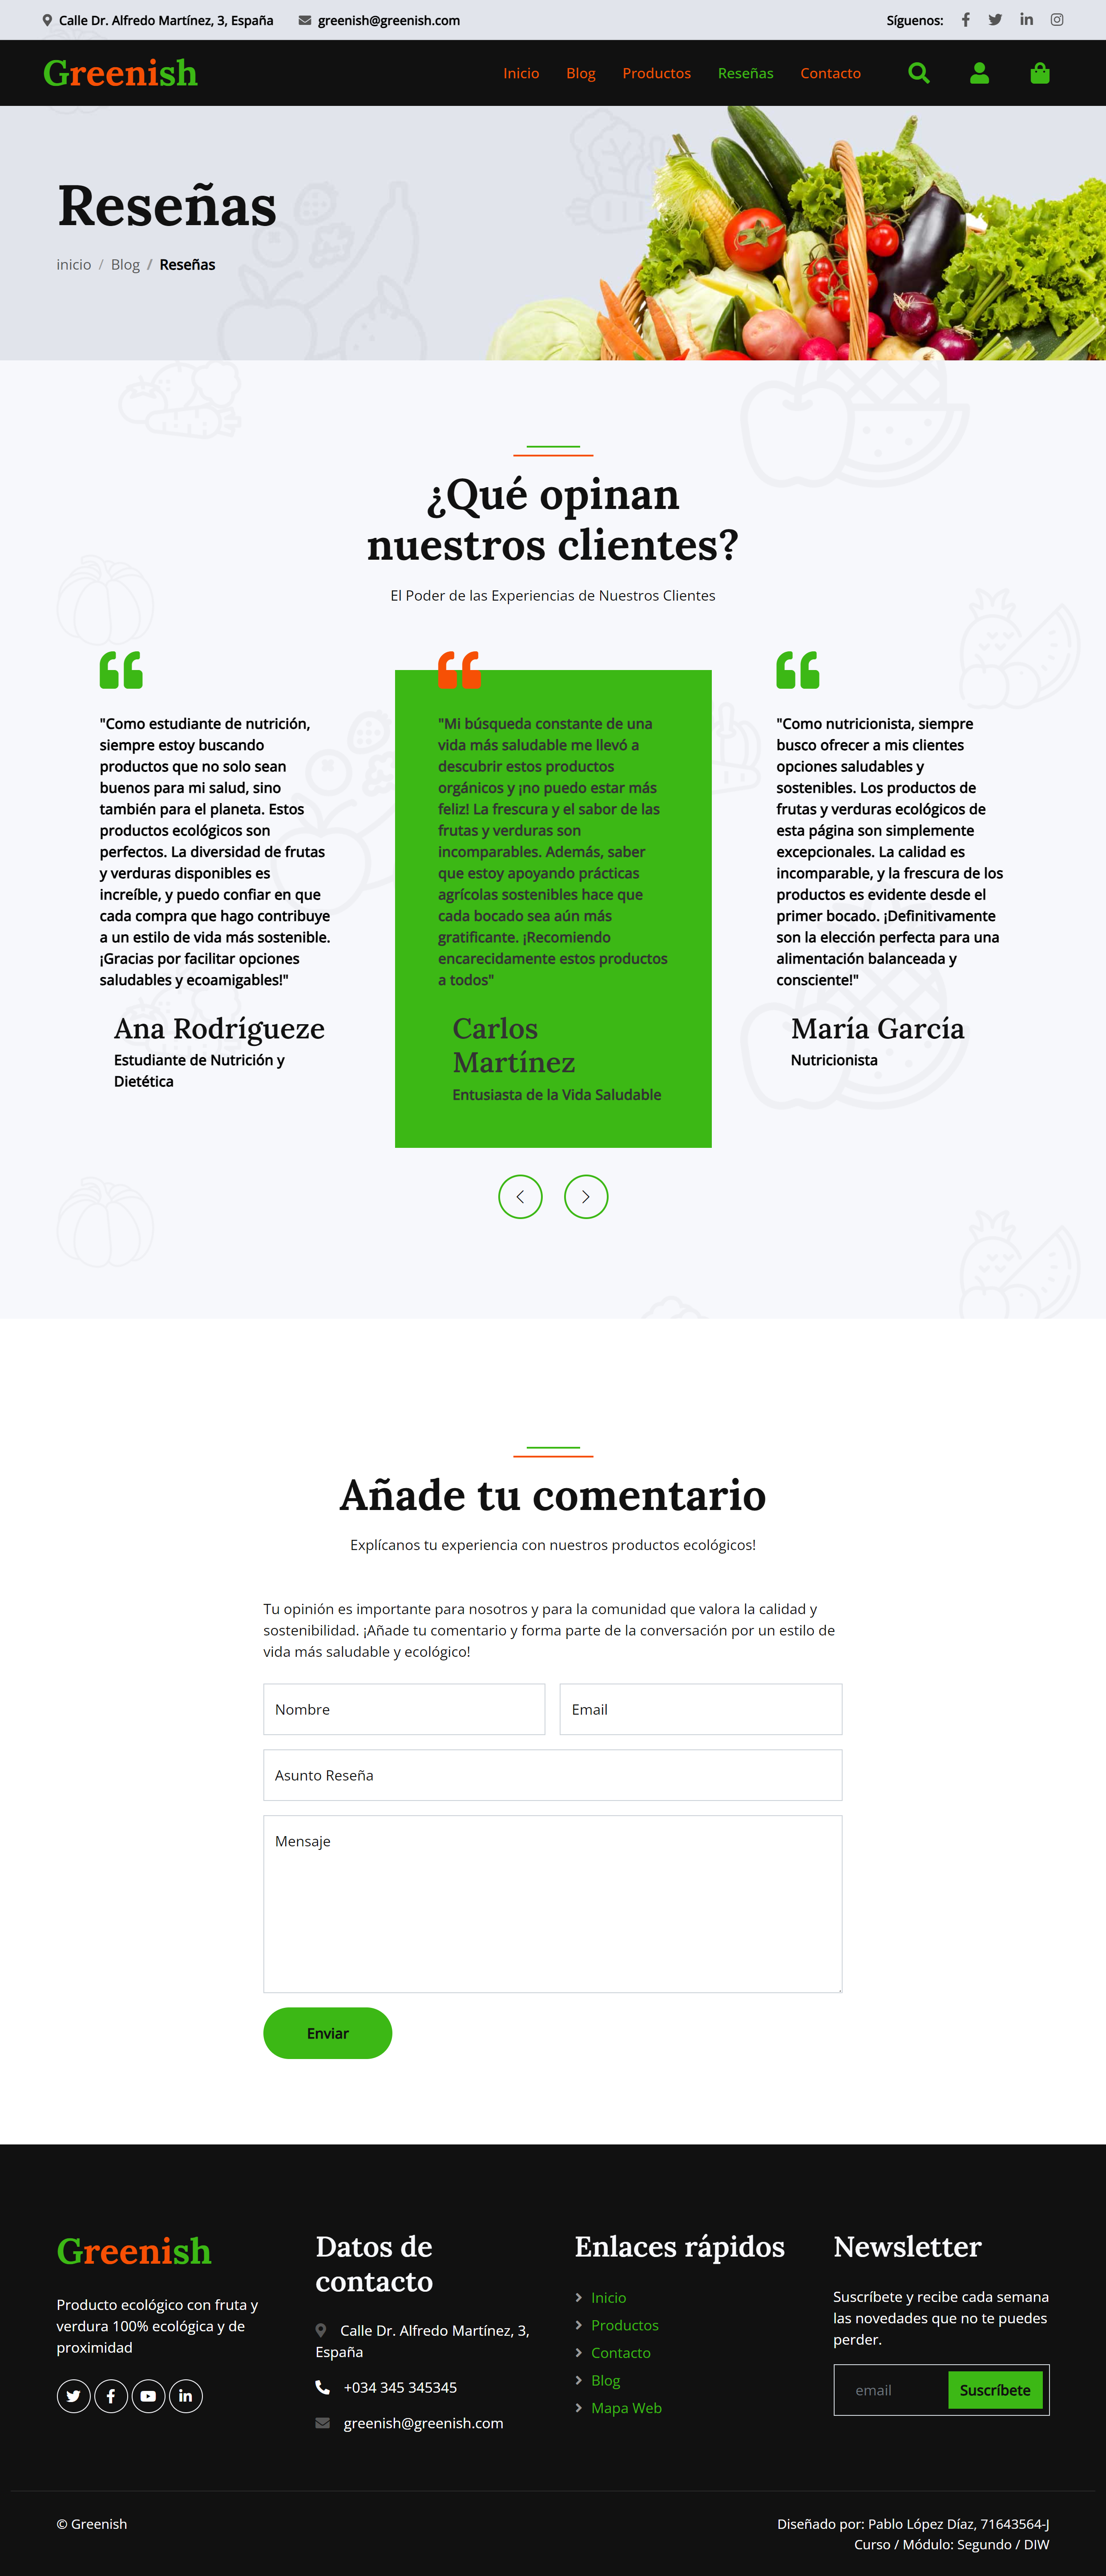 Calle Dr. Alfredo Martínez, 3, España
greenish@greenish.com
Síguenos:
Greenish
Inicio
Blog
Productos
Reseñas
Contacto
Reseñas
inicio / Blog / Reseñas
¿Qué opinan
nuestros clientes?
El Poder de las Experiencias de Nuestros Clientes
"Como estudiante de nutrición,
siempre estoy buscando
productos que no solo sean
buenos para mi salud, sino
también para el planeta. Estos
productos ecológicos son
perfectos. La diversidad de frutas
y verduras disponibles es
increíble, y puedo confiar en que
cada compra que hago contribuye
a un estilo de vida más sostenible.
¡Gracias por facilitar opciones
saludables y ecoamigables!"
Ana Rodrígueze
Estudiante de Nutrición y
Dietética
"Mi búsqueda constante de una
vida más saludable me llevó a
descubrir estos productos
orgánicos y ¡no puedo estar más
feliz! La frescura y el sabor de las
frutas y verduras son
incomparables. Además, saber
que estoy apoyando prácticas
agrícolas sostenibles hace que
cada bocado sea aún más
gratificante. ¡Recomiendo
encarecidamente estos productos
a todos"
Carlos
Martínez
Entusiasta de la Vida Saludable
"Como nutricionista, siempre
busco ofrecer a mis clientes
opciones saludables y
sostenibles. Los productos de
frutas y verduras ecológicos de
esta página son simplemente
excepcionales. La calidad es
incomparable, y la frescura de los
productos es evidente desde el
primer bocado. ¡Definitivamente
son la elección perfecta para una
alimentación balanceada y
consciente!"
María García
Nutricionista
Añade tu comentario
Explícanos tu experiencia con nuestros productos ecológicos!
Tu opinión es importante para nosotros y para la comunidad que valora la calidad y
sostenibilidad. ¡Añade tu comentario y forma parte de la conversación por un estilo de
vida más saludable y ecológico!
Nombre
Email
Asunto Reseña
Mensaje
Enviar
Greenish
Producto ecológico con fruta y
verdura 100% ecológica y de
proximidad
Datos de
contacto
Calle Dr. Alfredo Martínez, 3,
España
+034 345 345345
greenish@greenish.com
Enlaces rápidos
Inicio
Productos
Contacto
Blog
Mapa Web
Newsletter
Suscríbete y recibe cada semana
las novedades que no te puedes
perder.
email
Suscríbete
© Greenish
Diseñado por: Pablo López Díaz, 71643564-J
Curso / Módulo: Segundo / DIW